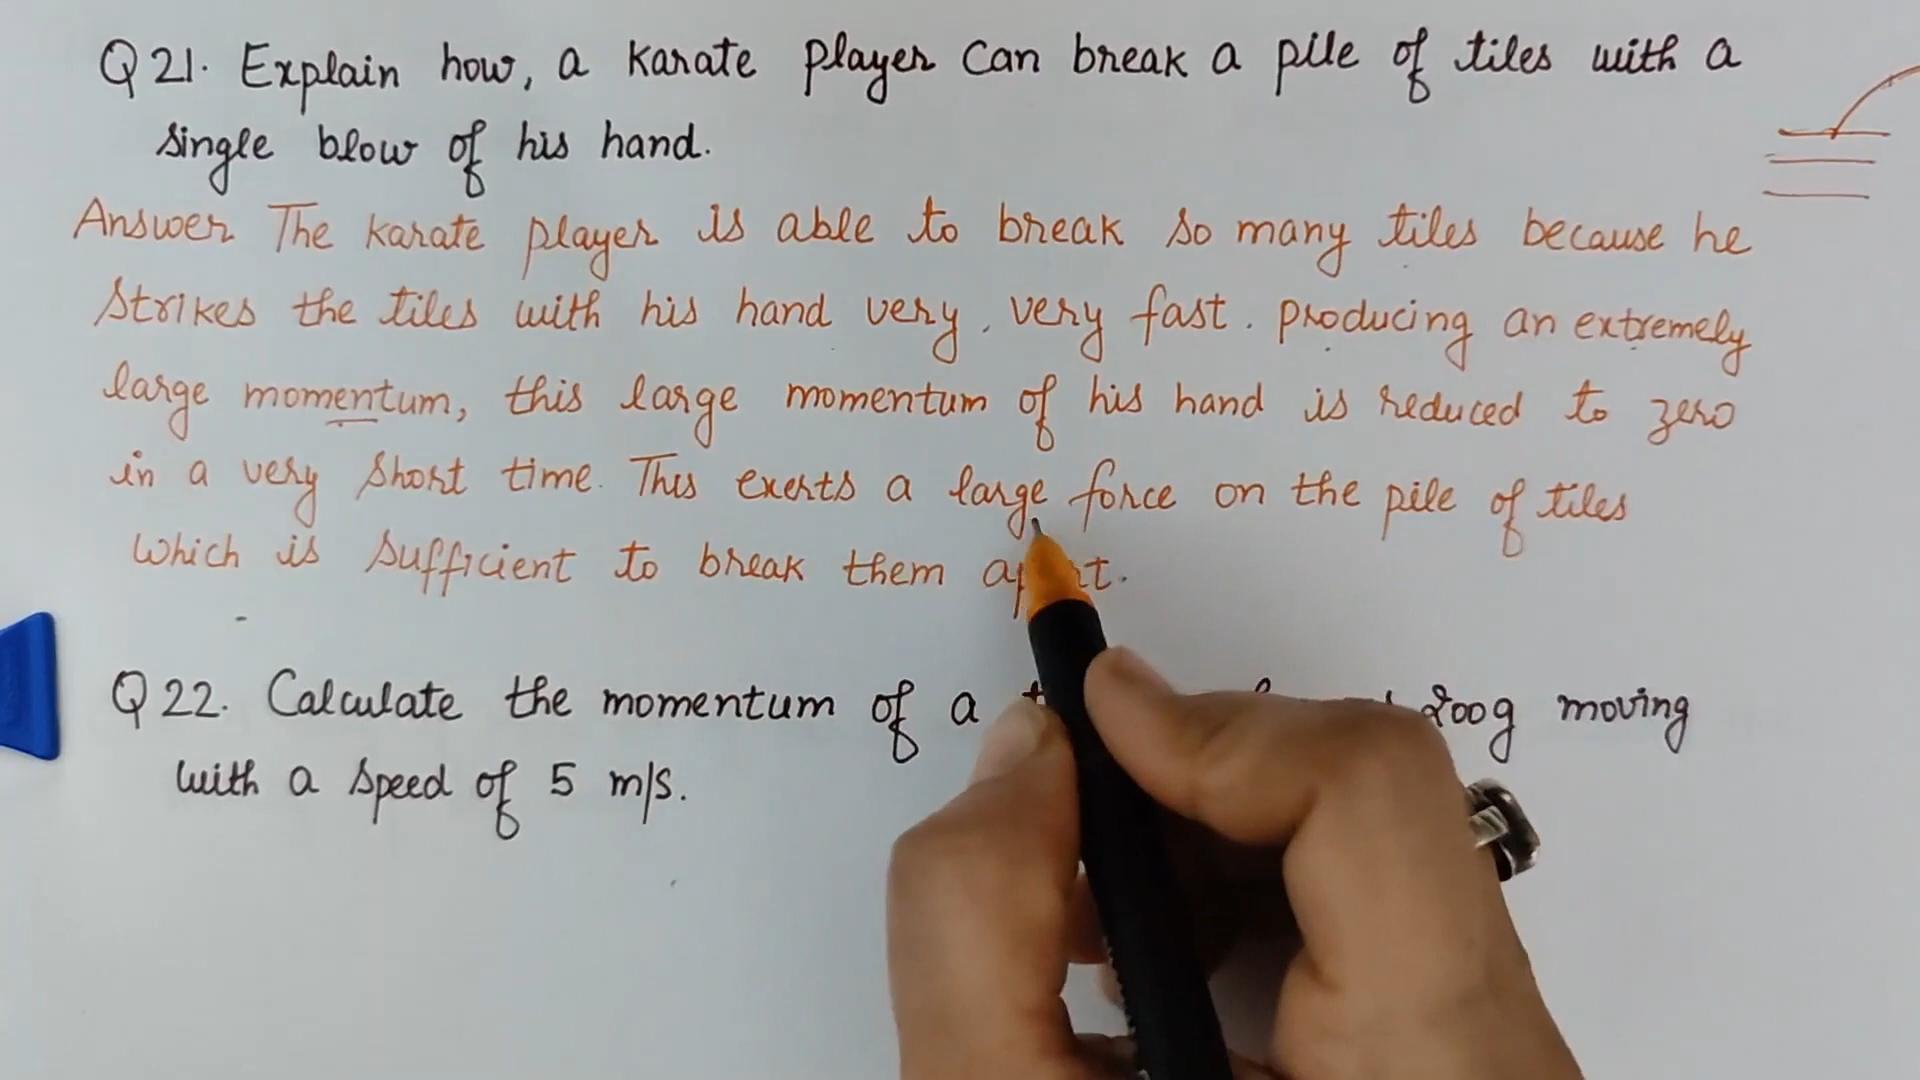 Q21. Explain how, a karate player can break a pile of tiles with a
single blow of his hand.
Answer The karate player is able to break so many tiles because he
strikes the tiles with his hand very, very fast. producing an extremely
large momentum, this large momentum of his hand is reduced to zero
in a very short time. This exerts a large force on the pile of tiles
which is sufficient to break them
Q22. Calculate the momentum of a 200g moving
with a speed of 5 m/s.